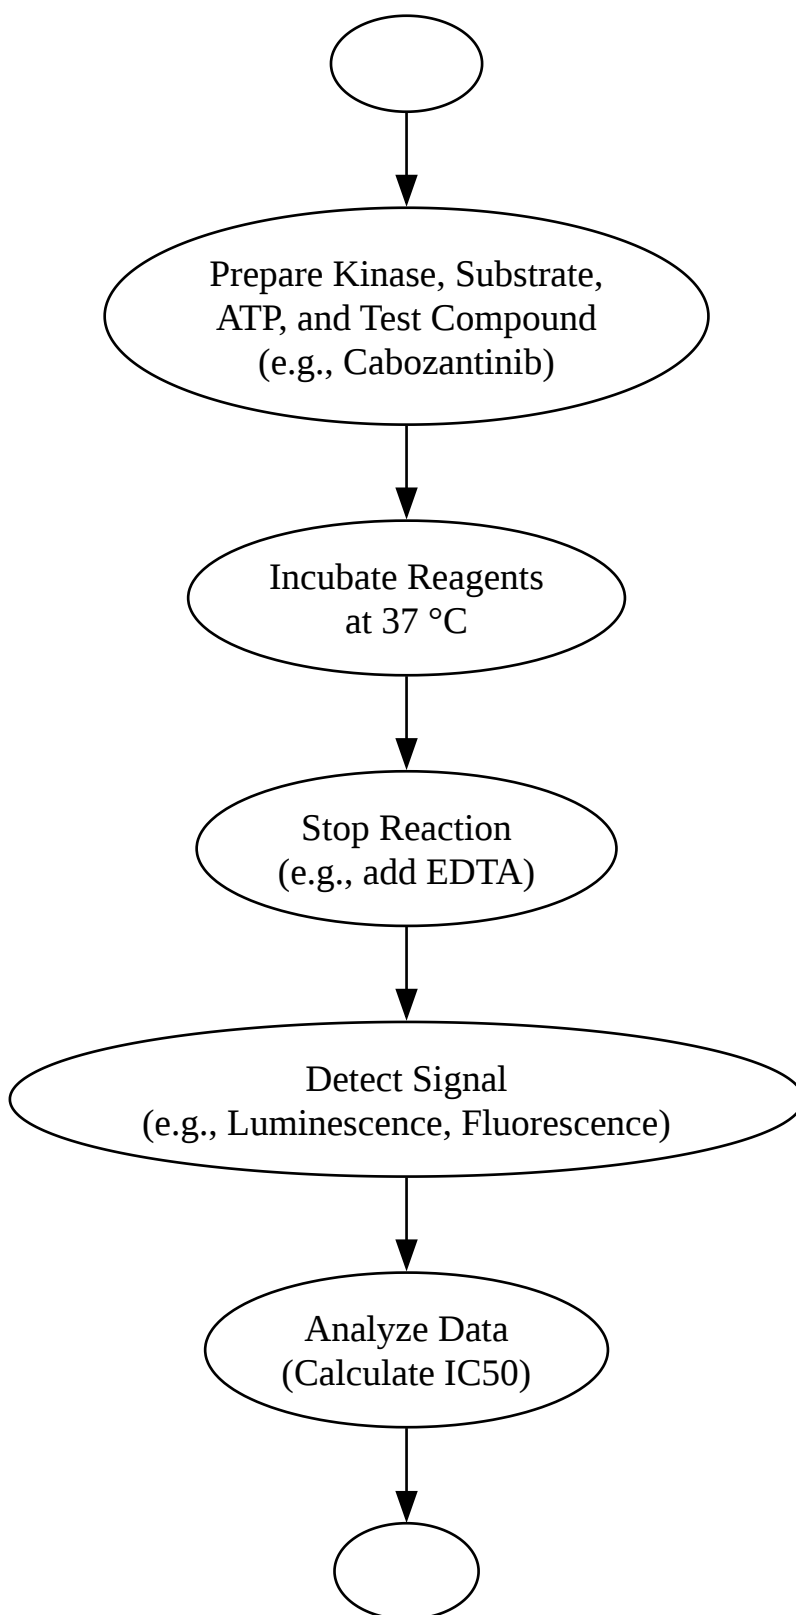 Prepare Kinase, Substrate,
ATP, and Test Compound
(e.g., Cabozantinib)
Incubate Reagents
at 37 °C
Stop Reaction
(e.g., add EDTA)
Detect Signal
(e.g., Luminescence, Fluorescence)
Analyze Data
(Calculate IC50)